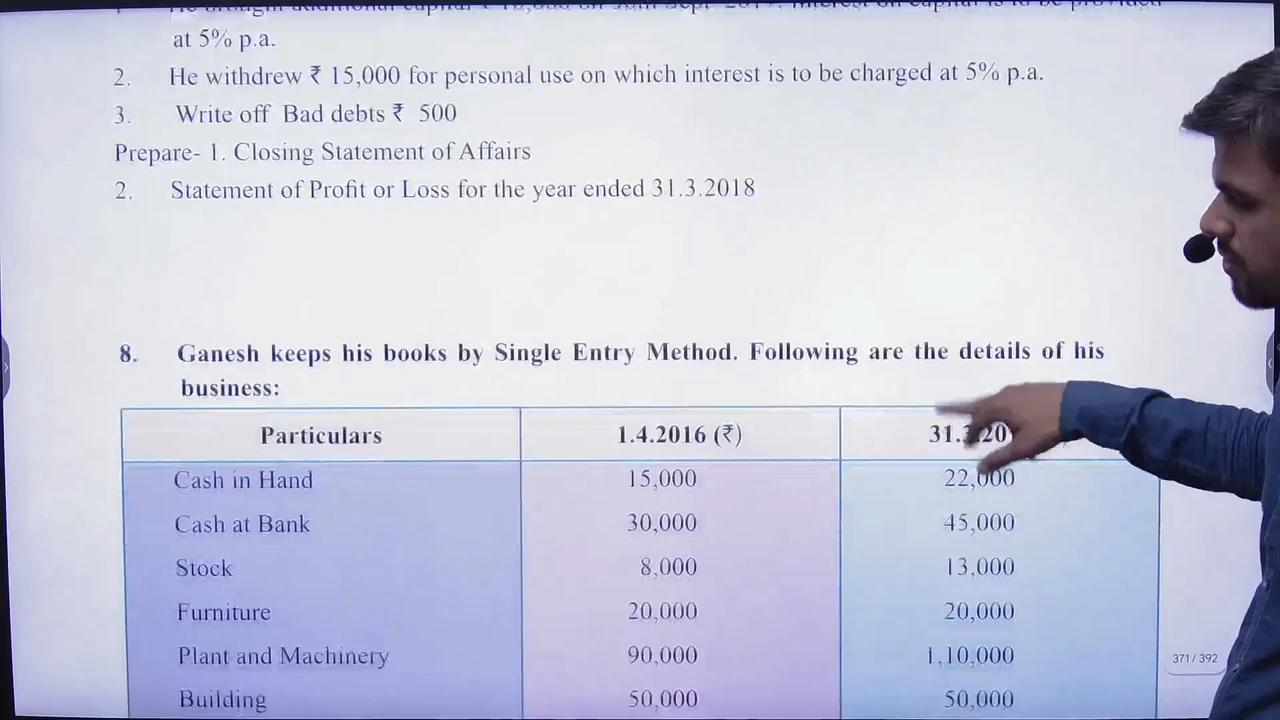 at 5% p.a.
2. He withdrew ₹ 15,000 for personal use on which interest is to be charged at 5% p.a.
3. Write off Bad debts ₹ 500
Prepare- 1. Closing Statement of Affairs
2. Statement of Profit or Loss for the year ended 31.3.2018
8. Ganesh keeps his books by Single Entry Method. Following are the details of his
business:
Particulars 1.4.2016 (₹)
Cash in Hand 15,000 22,000
Cash at Bank 30,000 45,000
Stock 8,000 13,000
Furniture 20,000 20,000
Plant and Machinery 90,000 1,10,000
Building 50,000 50,000
371 / 392